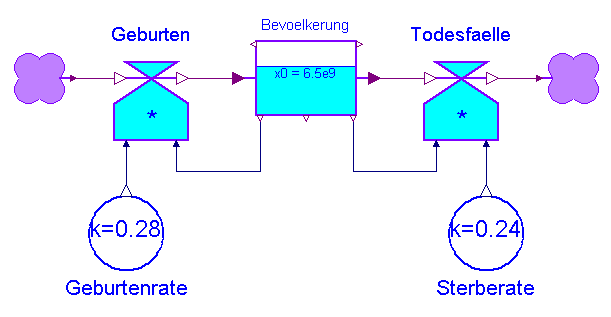 Bevoelkerung
Geburten
Todesfaelle
x0 = 6.5e9
*
*
k=0.28
k=0.24
Geburtenrate
Sterberate